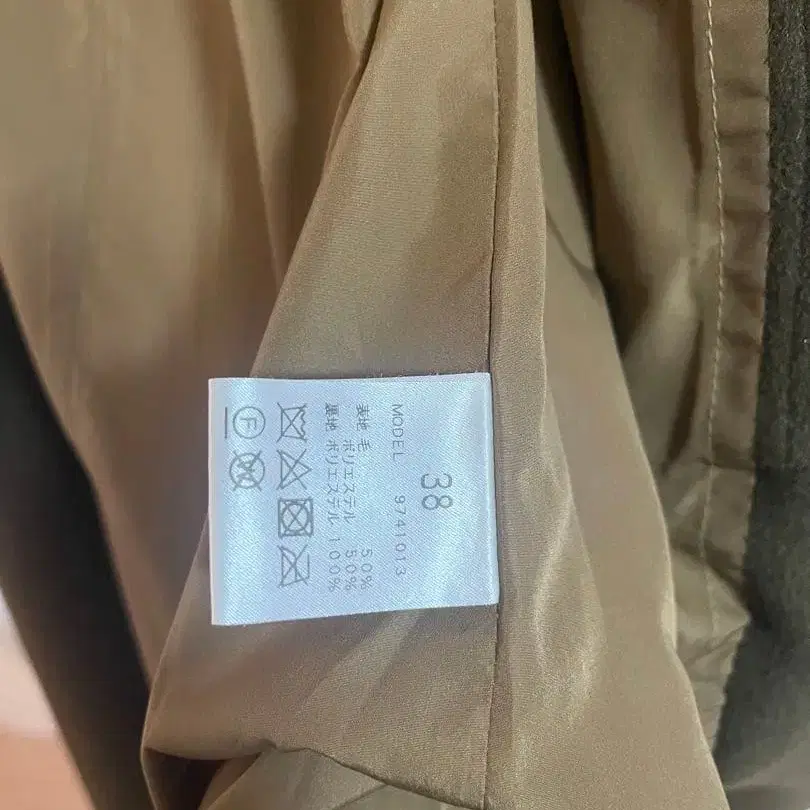 38
MODEL 9741013
表地 毛 50%
ポリエステル 50%
裏地 ポリエステル 100%
F
W